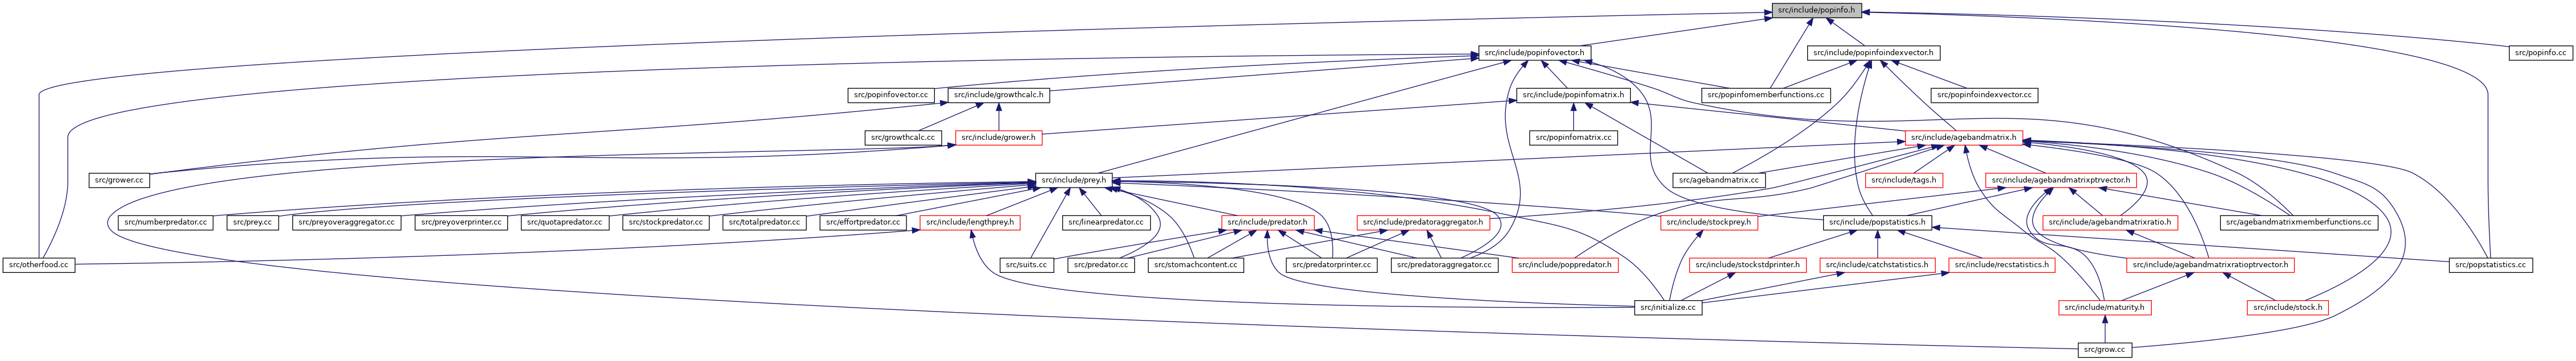 src/include/popinfo.h
src/include/popinfovector.h
src/include/popinfoindexvector.h
src/popinfo.cc
src/popinfovector.cc
src/include/growthcalc.h
src/include/popinfomatrix.h
src/popinfomemberfunctions.cc
src/popinfoindexvector.cc
src/growthcalc.cc
src/include/grower.h
src/popinfomatrix.cc
src/include/agebandmatrix.h
src/grower.cc
src/include/prey.h
src/agebandmatrix.cc
src/include/tags.h
src/include/agebandmatrixptrvector.h
src/numberpredator.cc
src/prey.cc
src/preyoveraggregator.cc
src/preyoverprinter.cc
src/quotapredator.cc
src/stockpredator.cc
src/totalpredator.cc
src/effortpredator.cc
src/include/lengthprey.h
src/linearpredator.cc
src/include/predator.h
src/include/predatoraggregator.h
src/include/stockprey.h
src/include/popstatistics.h
src/include/agebandmatrixratio.h
src/agebandmatrixmemberfunctions.cc
src/otherfood.cc
src/suits.cc
src/predator.cc
src/stomachcontent.cc
src/predatorprinter.cc
src/predatoraggregator.cc
src/include/poppredator.h
src/include/stockstdprinter.h
src/include/catchstatistics.h
src/include/recstatistics.h
src/include/agebandmatrixratioptrvector.h
src/popstatistics.cc
src/initialize.cc
src/include/maturity.h
src/include/stock.h
src/grow.cc